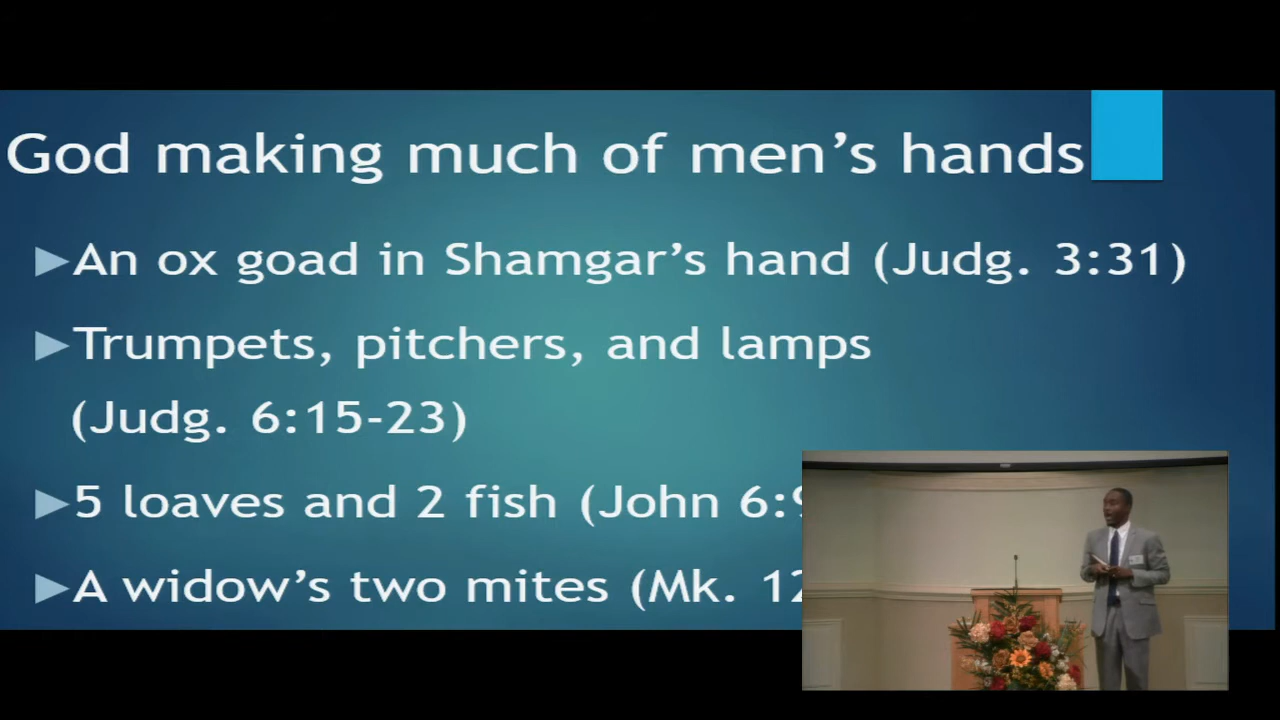 God making much of men’s hands
An ox goad in Shamgar’s hand (Judg. 3:31)
Trumpets, pitchers, and lamps
(Judg. 6:15-23)
5 loaves and 2 fish (John 6:
A widow’s two mites (Mk. 12